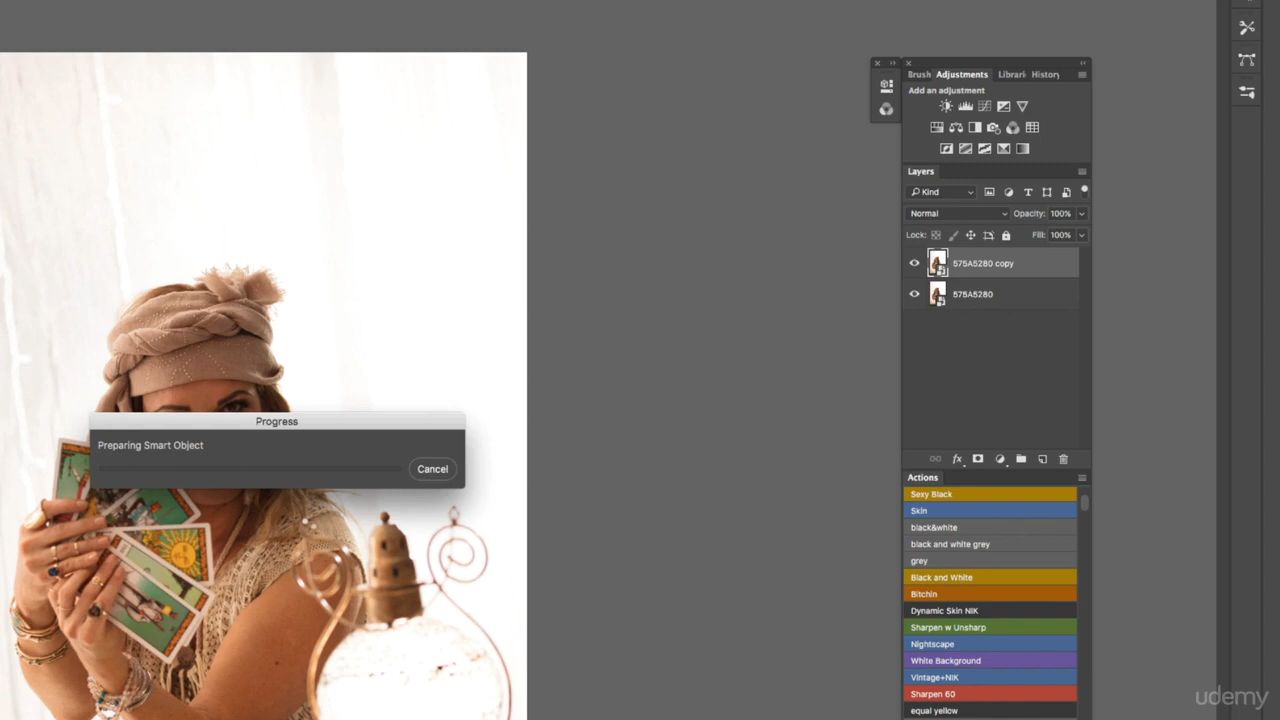 Brush Adjustments Librari History
Add an adjustment
Layers
Kind
Normal Opacity: 100%
Lock: Fill: 100%
575A5280 copy
575A5280
fx
Progress
Preparing Smart Object
Cancel
Actions
Sexy Black
Skin
black&white
black and white grey
grey
Black and White
Bitchin
Dynamic Skin NIK
Sharpen w Unsharp
Nightscape
White Background
Vintage+NIK
Sharpen 60
equal yellow
udemy